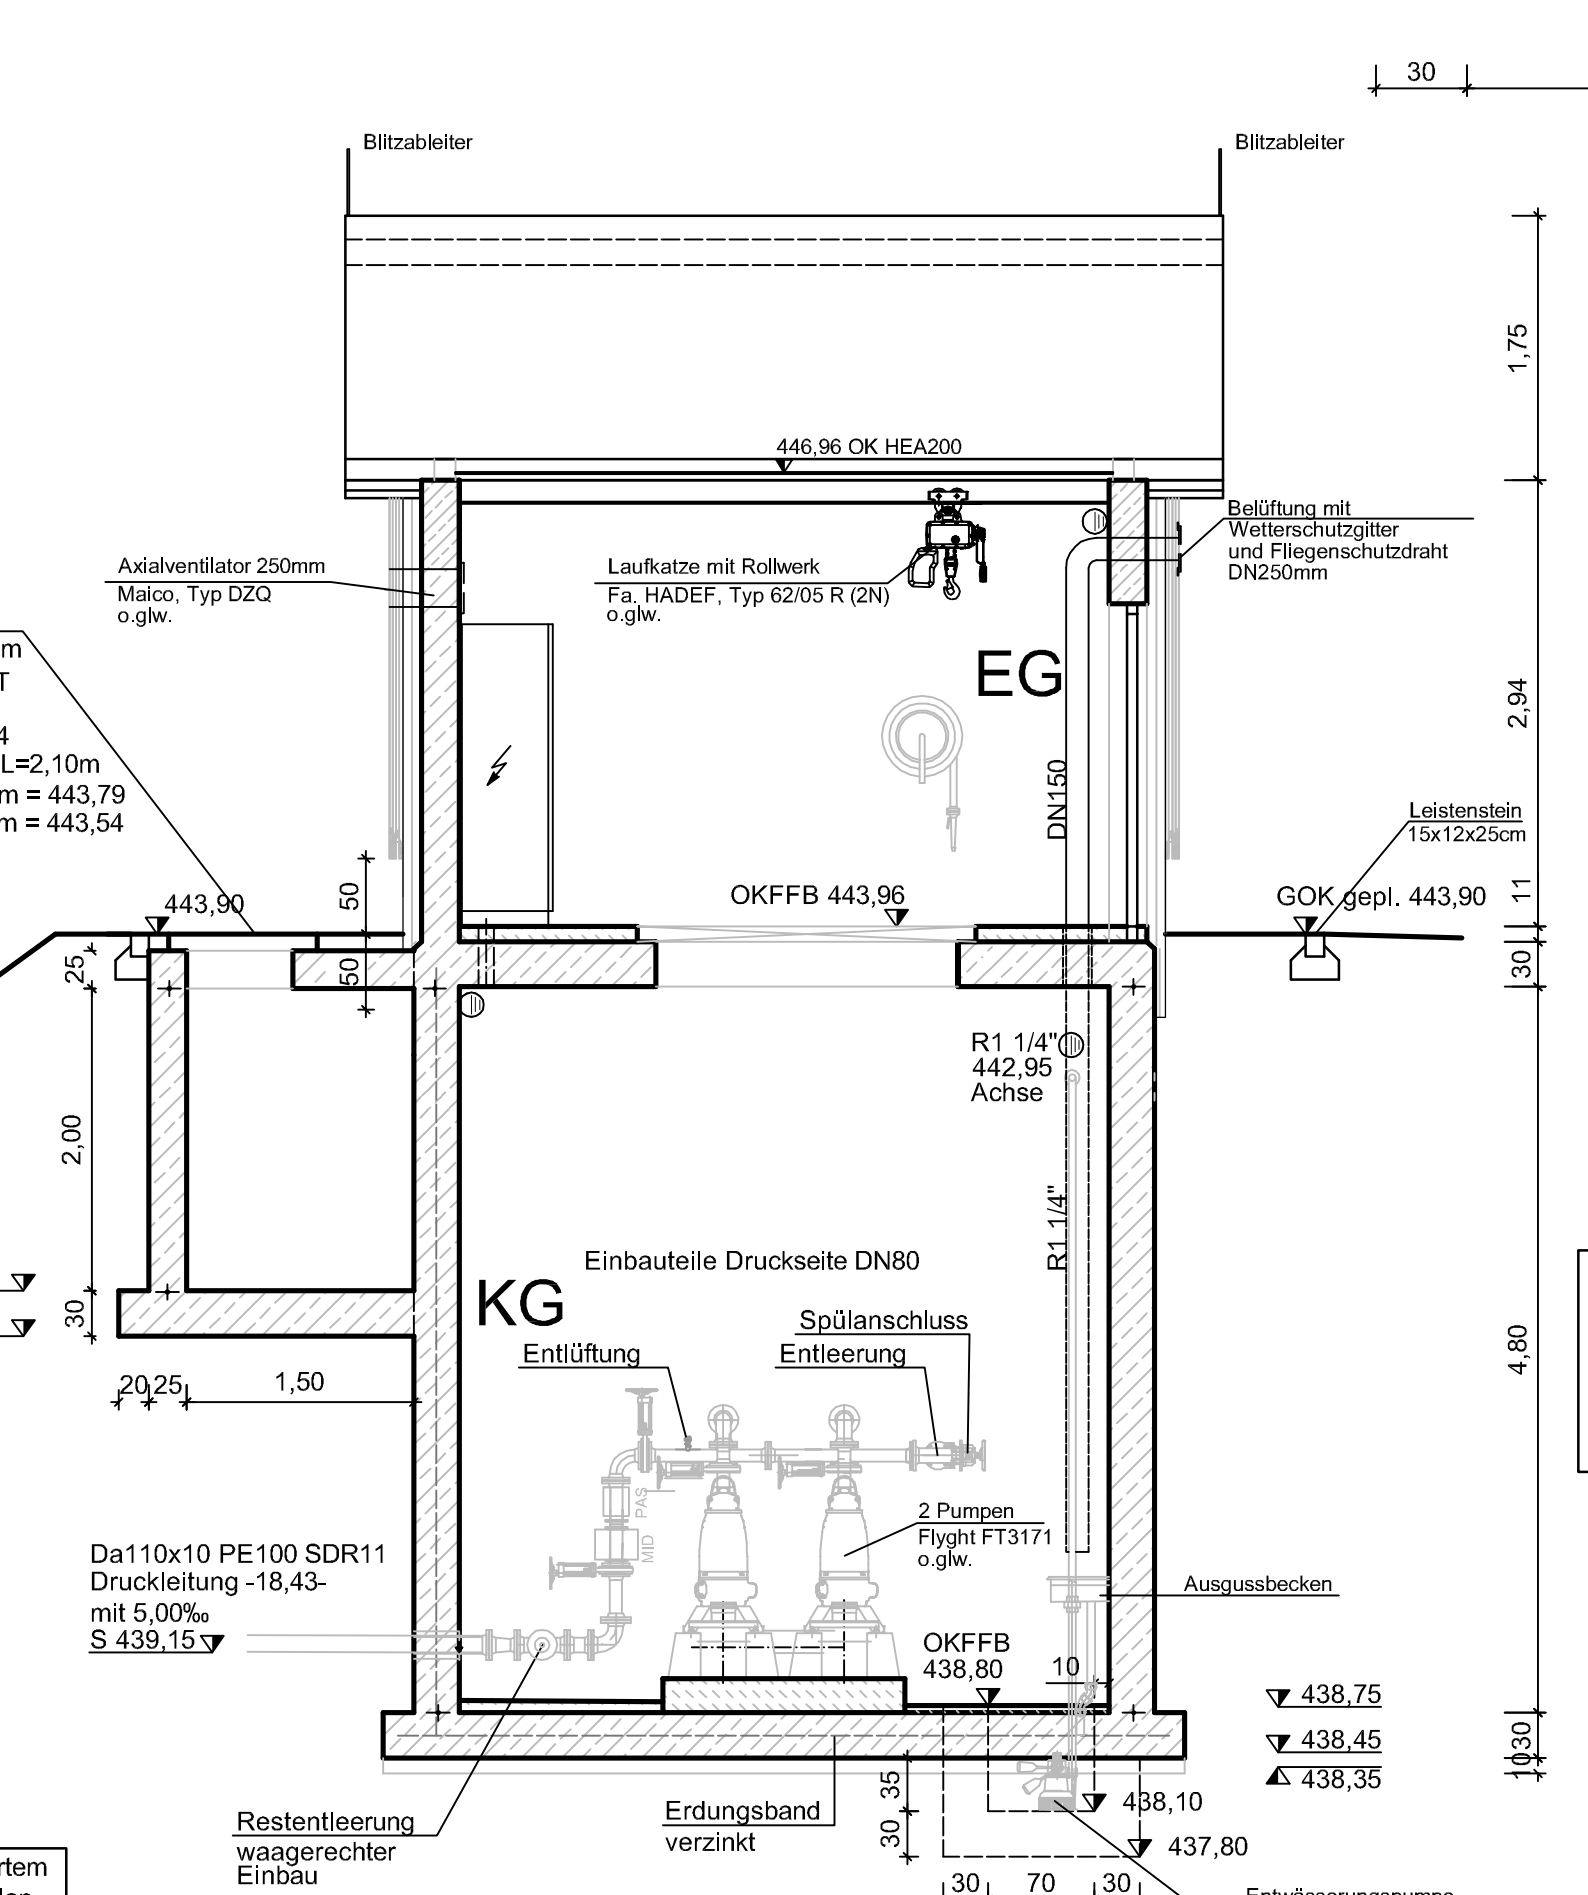 30
Blitzableiter
Blitzableiter
1,75
446,96 OK HEA200
Belüftung mit
Wetterschutzgitter
und Fliegenschutzdraht
DN250mm
Axialventilator 250mm
Maico, Typ DZQ
o.glw.
Laufkatze mit Rollwerk
Fa. HADEF, Typ 62/05 R (2N)
o.glw.
m
T
4
L=2,10m
m = 443,79
m = 443,54
EG
2,94
DN150
Leistenstein
15x12x25cm
443,90
50
50
OKFFB 443,96
GOK gepl. 443,90
11
30
25
R1 1/4"
442,95
Achse
2,00
R1 1/4"
Einbauteile Druckseite DN80
KG
30
Spülanschluss
Entlüftung
Entleerung
4,80
20
25
1,50
PAS
MID
2 Pumpen
Flyght FT3171
o.glw.
Da110x10 PE100 SDR11
Druckleitung -18,43-
mit 5,00‰
S 439,15
Ausgussbecken
OKFFB
438,80
10
438,75
438,45
438,35
30
10
35
30
438,10
437,80
Restentleerung
waagerechter
Einbau
Erdungsband
verzinkt
rtem
30
70
30
Entwässerungspumpe